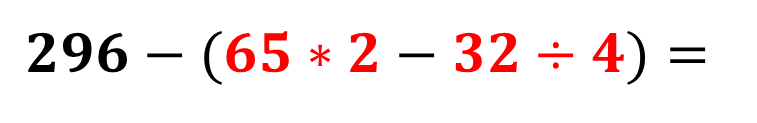 296 − (65 * 2 − 32 ÷ 4) =